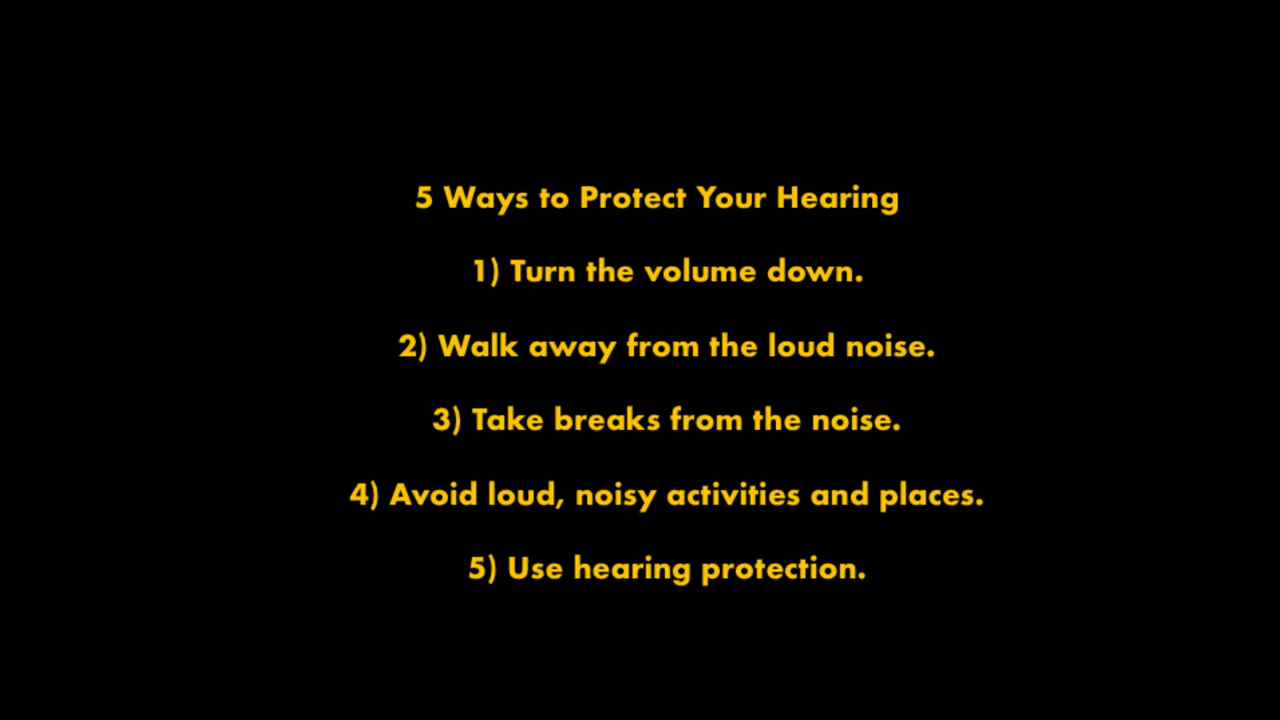 5 Ways to Protect Your Hearing
1) Turn the volume down.
2) Walk away from the loud noise.
3) Take breaks from the noise.
4) Avoid loud, noisy activities and places.
5) Use hearing protection.